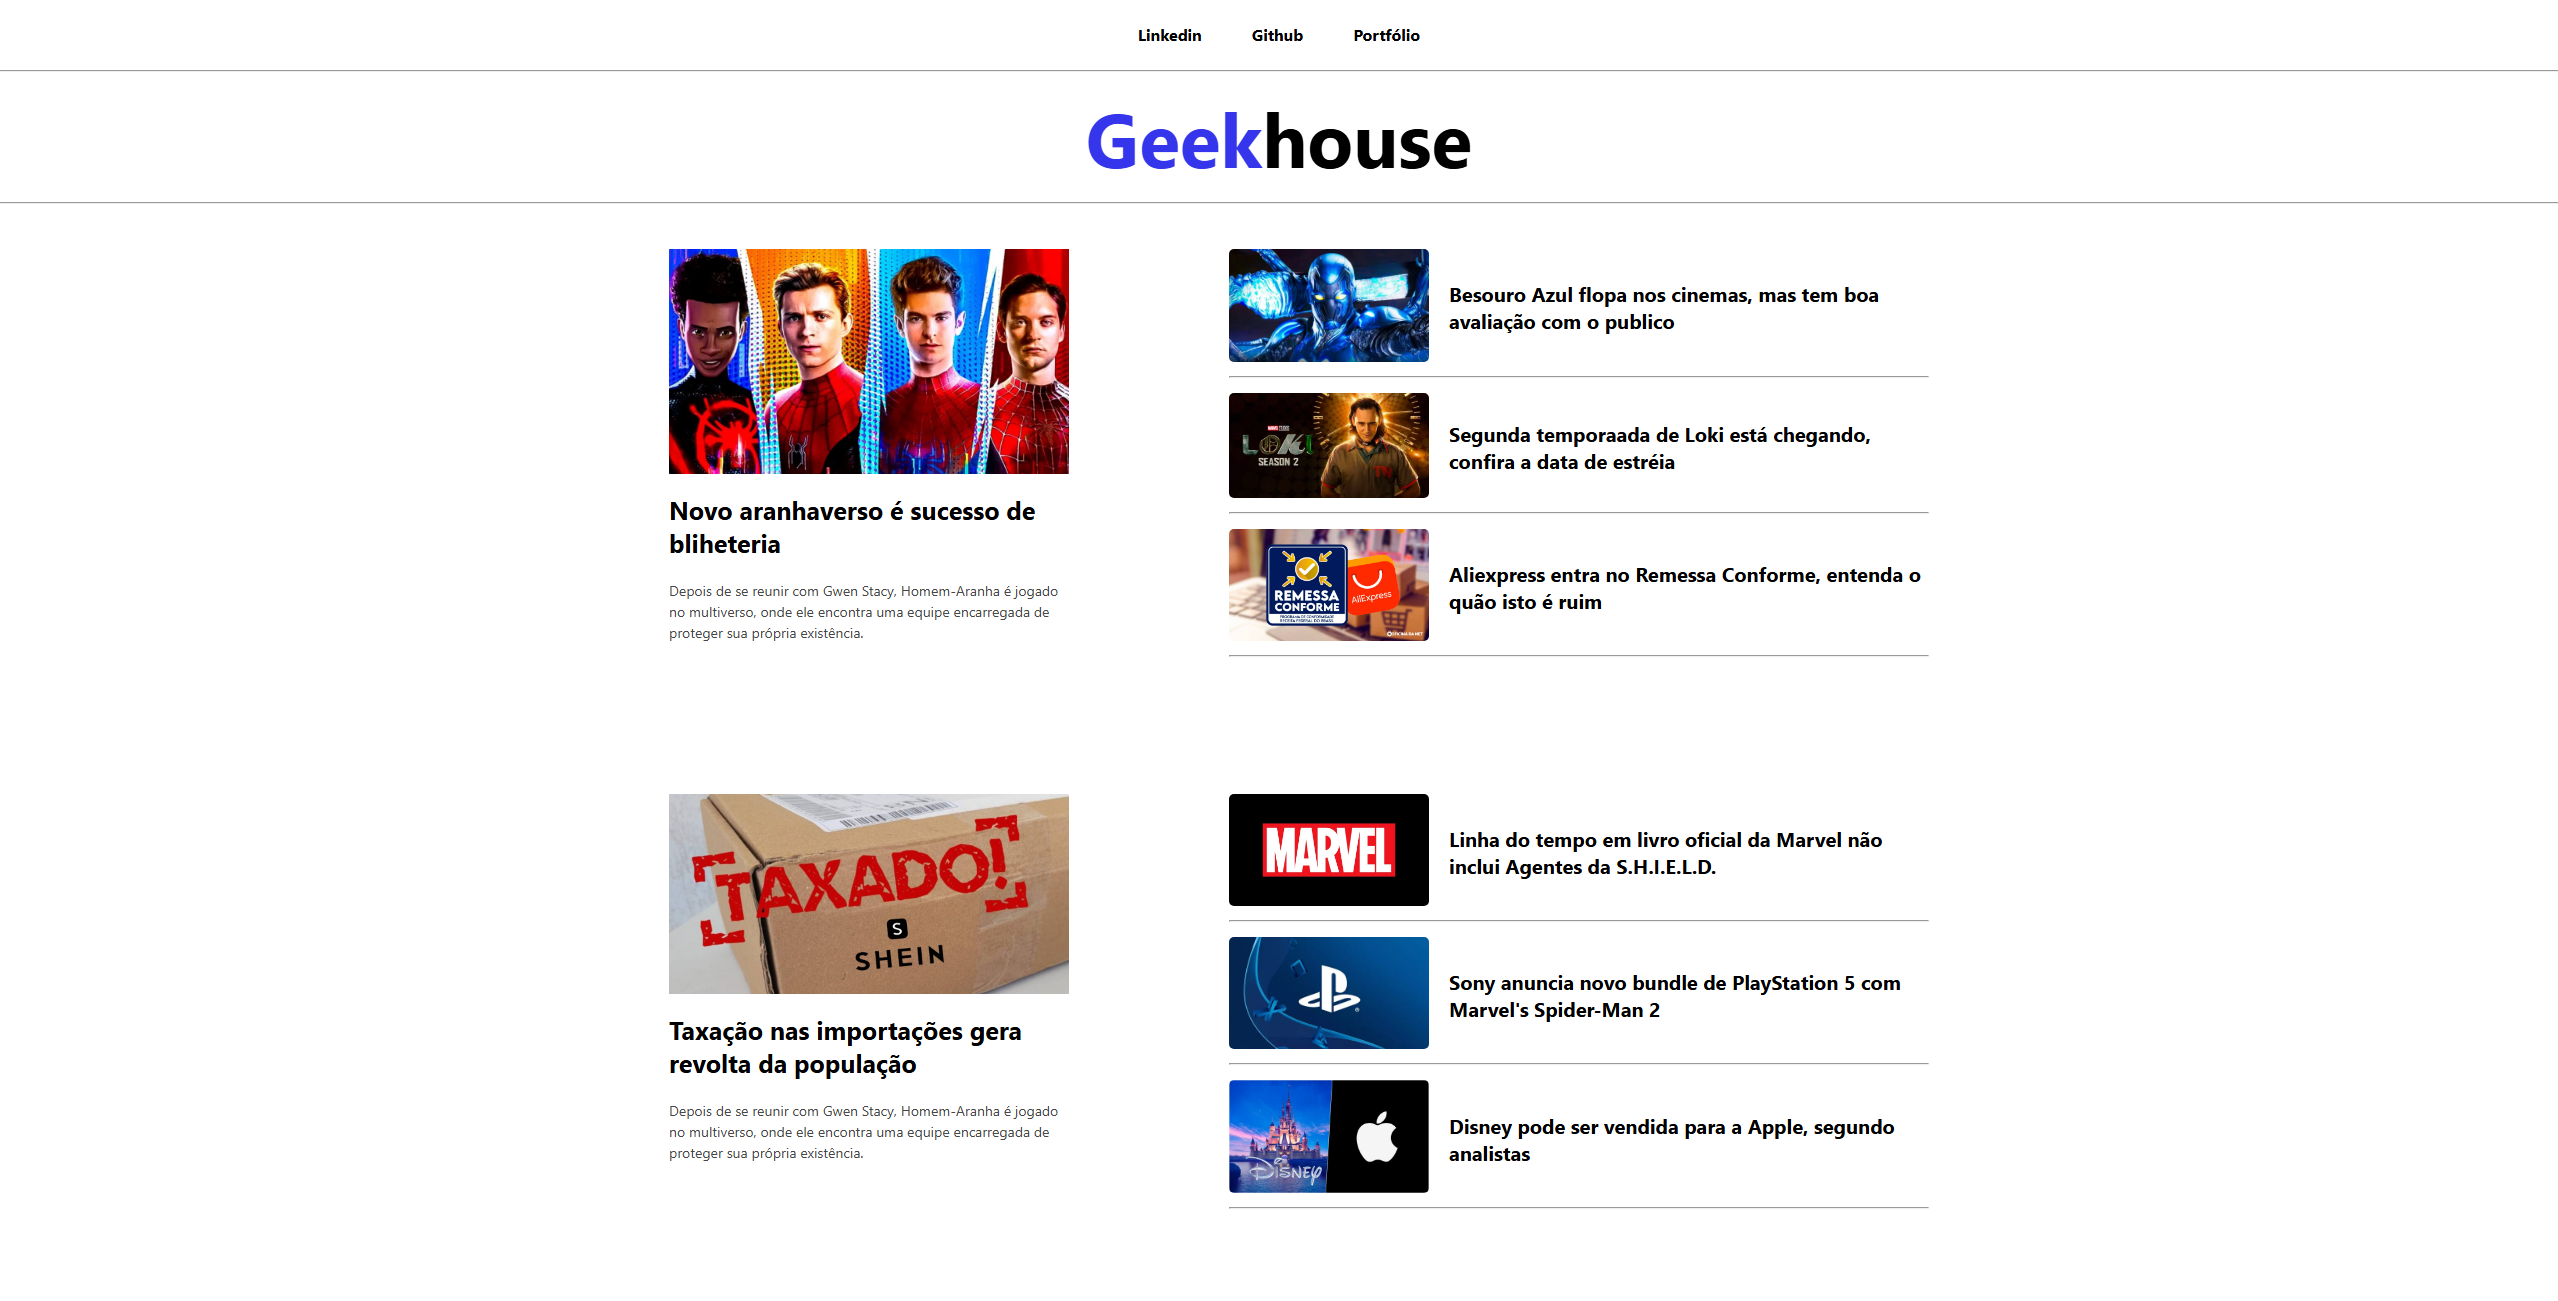 Linkedin Github Portfólio
Geekhouse
Novo aranhaverso é sucesso de
bliheteria
Depois de se reunir com Gwen Stacy, Homem-Aranha é jogado
no multiverso, onde ele encontra uma equipe encarregada de
proteger sua própria existência.
Besouro Azul flopa nos cinemas, mas tem boa
avaliação com o publico
LOKI
SEASON 2
Segunda temporaada de Loki está chegando,
confira a data de estréia
REMESSA
CONFORME
AliExpress
Aliexpress entra no Remessa Conforme, entenda o
quão isto é ruim
TAXADO!
S
SHEIN
Taxação nas importações gera
revolta da população
Depois de se reunir com Gwen Stacy, Homem-Aranha é jogado
no multiverso, onde ele encontra uma equipe encarregada de
proteger sua própria existência.
MARVEL
Linha do tempo em livro oficial da Marvel não
inclui Agentes da S.H.I.E.L.D.
Sony anuncia novo bundle de PlayStation 5 com
Marvel's Spider-Man 2
DISNEY
Disney pode ser vendida para a Apple, segundo
analistas